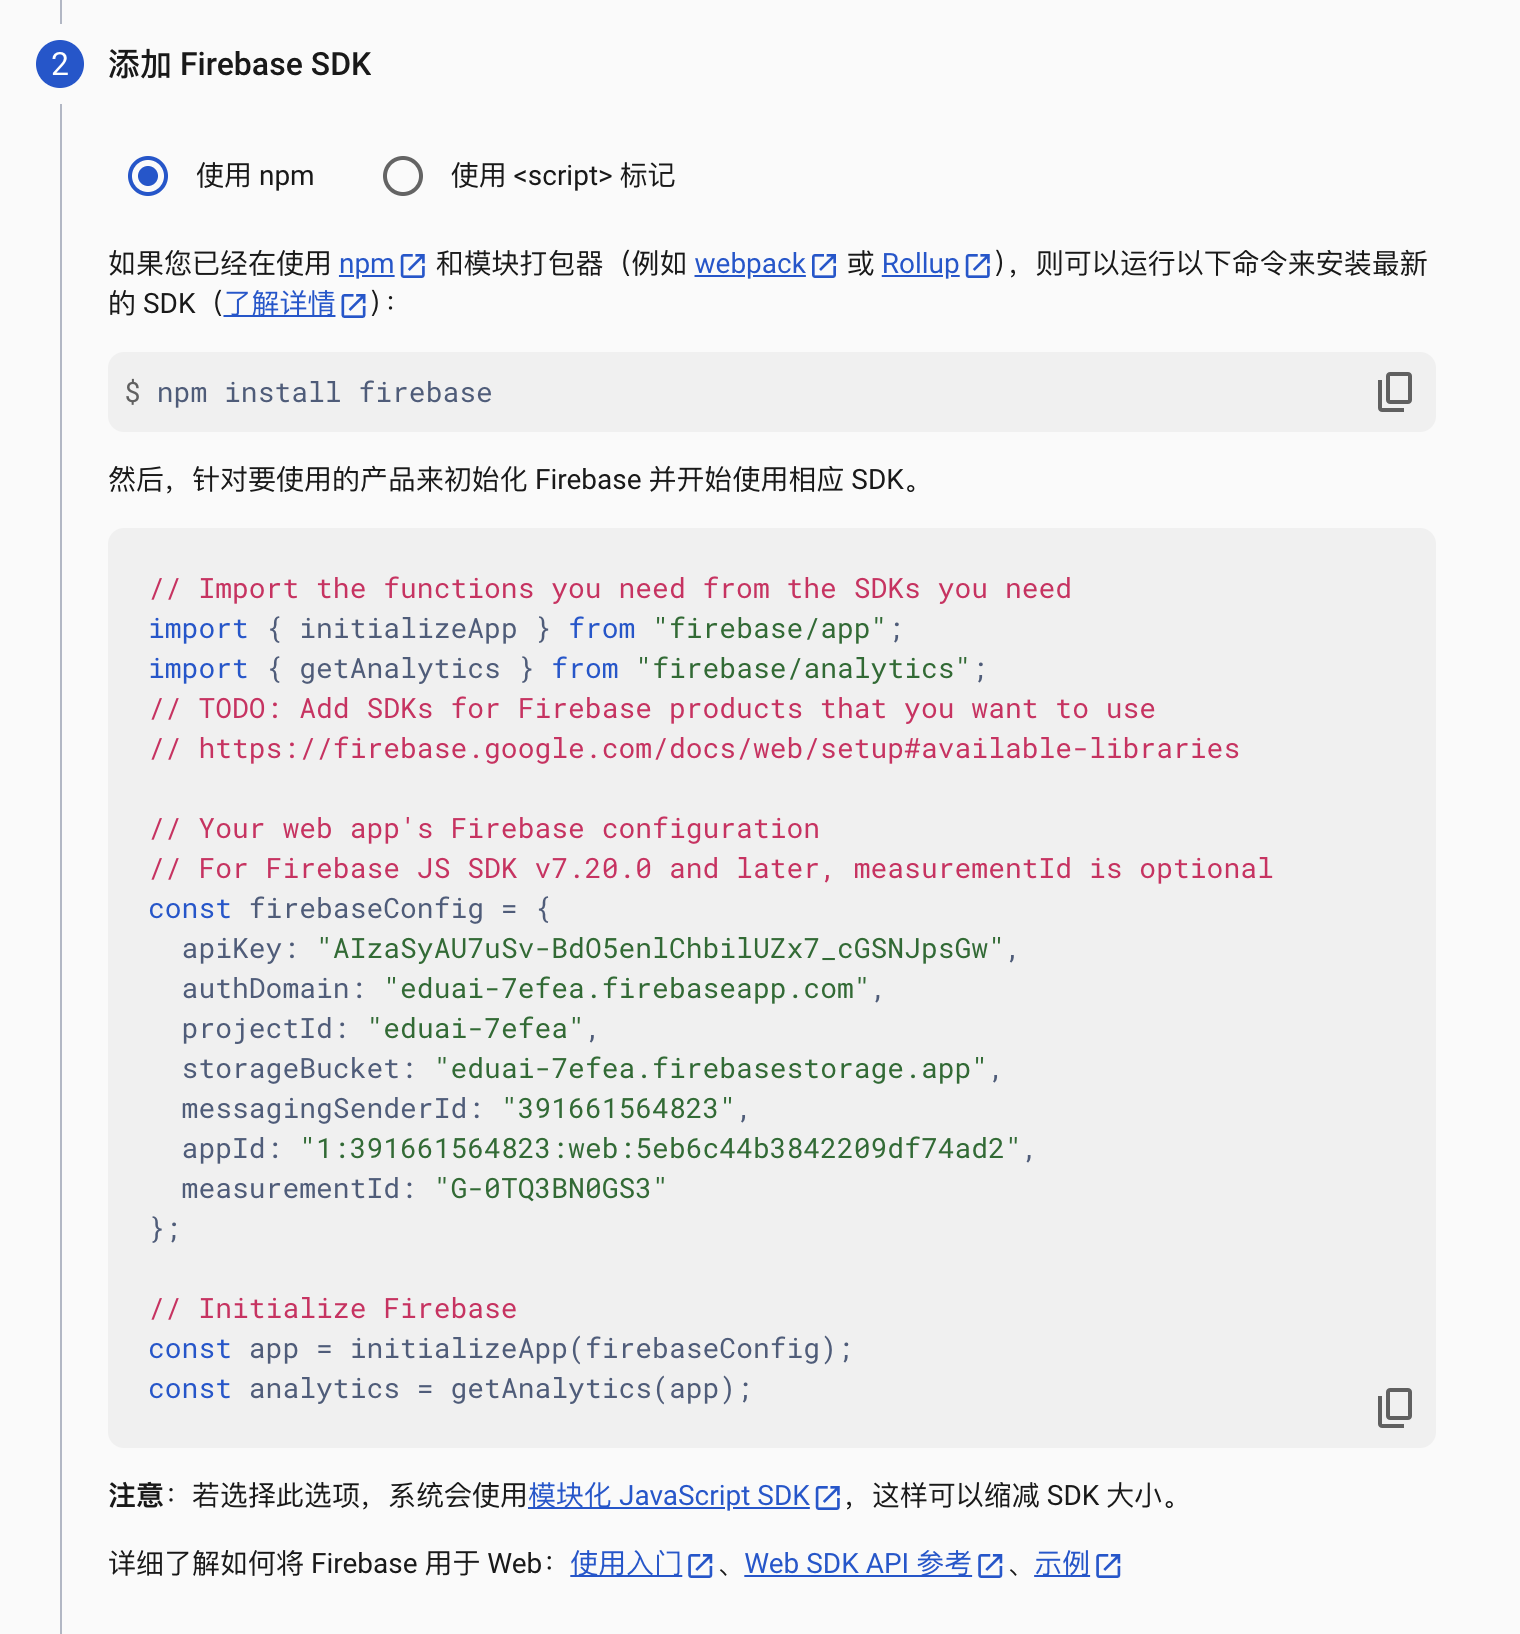 2
添加 Firebase SDK
使用 npm
使用 <script> 标记
如果您已经在使用 npm 和模块打包器（例如 webpack 或 Rollup），则可以运行以下命令来安装最新
的 SDK（了解详情）：
$ npm install firebase
然后，针对要使用的产品来初始化 Firebase 并开始使用相应 SDK。
// Import the functions you need from the SDKs you need
import { initializeApp } from "firebase/app";
import { getAnalytics } from "firebase/analytics";
// TODO: Add SDKs for Firebase products that you want to use
// https://firebase.google.com/docs/web/setup#available-libraries
// Your web app's Firebase configuration
// For Firebase JS SDK v7.20.0 and later, measurementId is optional
const firebaseConfig = {
  apiKey: "AIzaSyAU7uSv-BdO5enlChbilUZx7_cGSNJpsGw",
  authDomain: "eduai-7efea.firebaseapp.com",
  projectId: "eduai-7efea",
  storageBucket: "eduai-7efea.firebasestorage.app",
  messagingSenderId: "391661564823",
  appId: "1:391661564823:web:5eb6c44b3842209df74ad2",
  measurementId: "G-0TQ3BN0GS3"
};
// Initialize Firebase
const app = initializeApp(firebaseConfig);
const analytics = getAnalytics(app);
注意：若选择此选项，系统会使用模块化 JavaScript SDK，这样可以缩减 SDK 大小。
详细了解如何将 Firebase 用于 Web：使用入门、Web SDK API 参考、示例